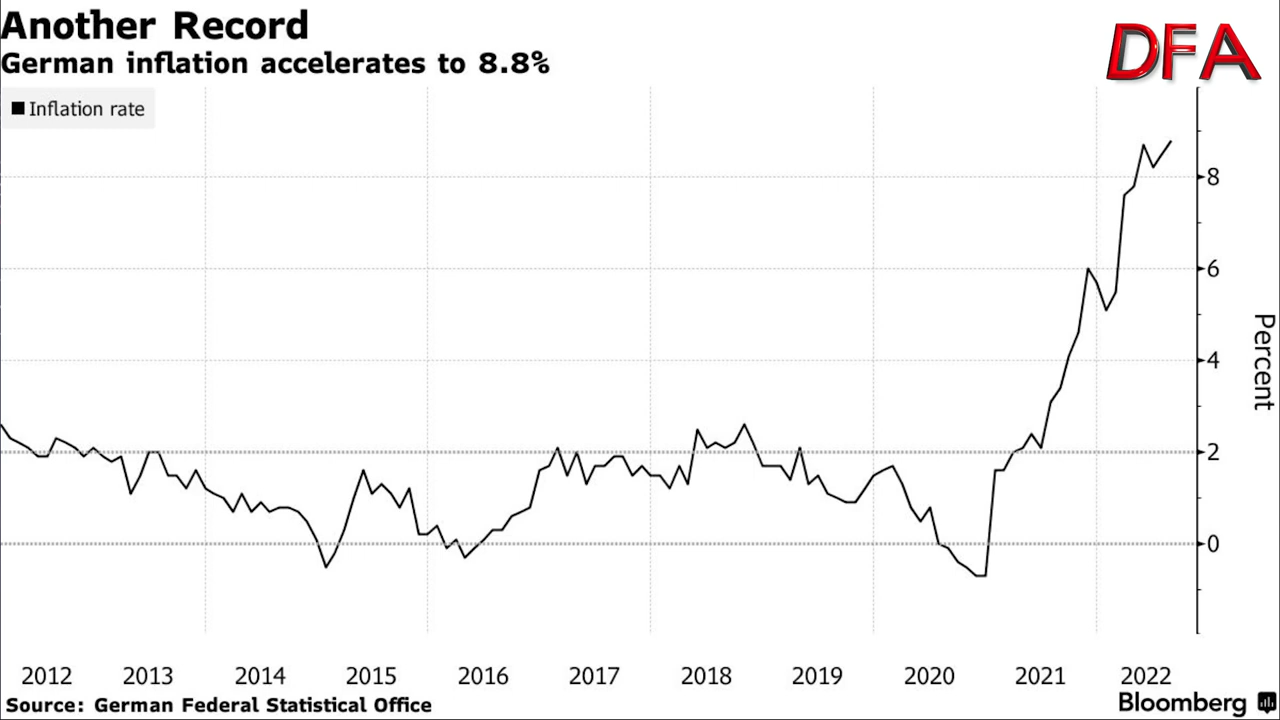 Another Record
German inflation accelerates to 8.8%
DFA
Inflation rate
8
6
4
2
0
Percent
2012 2013 2014 2015 2016 2017 2018 2019 2020 2021 2022
Source: German Federal Statistical Office
Bloomberg